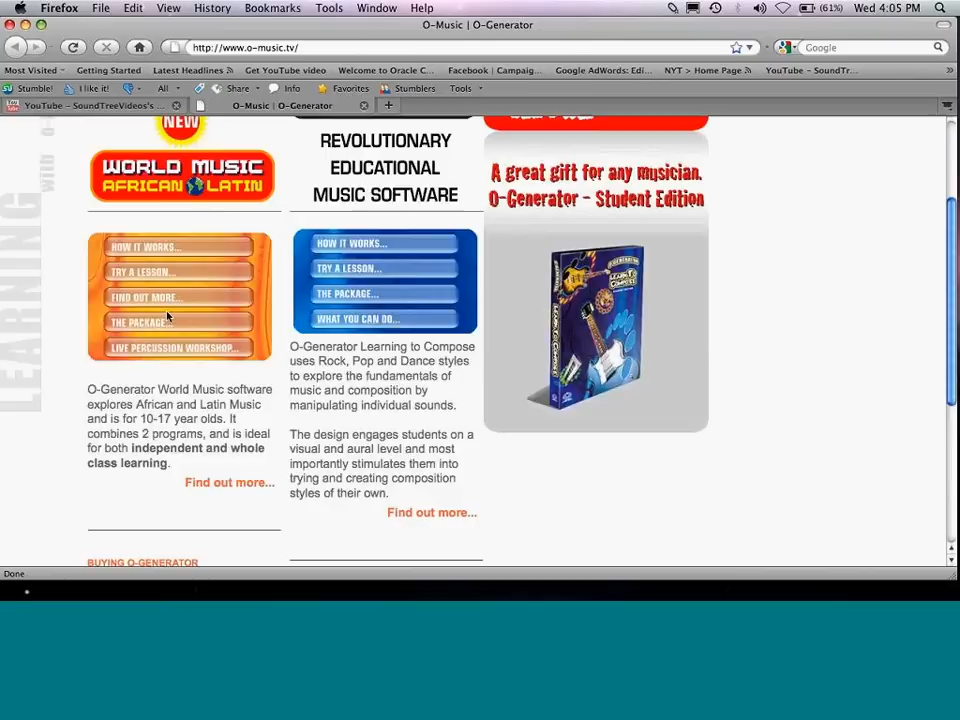 Firefox File Edit View History Bookmarks Tools Window Help (61%) Wed 4:05 PM
O-Music | O-Generator
http://www.o-music.tv/
Google
Most Visited Getting Started Latest Headlines Get YouTube video Welcome to Oracle C... Facebook | Campaig... Google AdWords: Edi... NYT > Home Page YouTube - SoundTr...
Stumble! I like it! All Share Info Favorites Stumblers Tools
YouTube - SoundTreeVideos's ... O-Music | O-Generator
LEARNING with
NEW
WORLD MUSIC
AFRICAN LATIN
HOW IT WORKS...
TRY A LESSON...
FIND OUT MORE...
THE PACKAGE...
LIVE PERCUSSION WORKSHOP...
O-Generator World Music software
explores African and Latin Music
and is for 10-17 year olds. It
combines 2 programs, and is ideal
for both independent and whole
class learning.
Find out more...
BUYING O-GENERATOR
REVOLUTIONARY
EDUCATIONAL
MUSIC SOFTWARE
HOW IT WORKS...
TRY A LESSON...
THE PACKAGE...
WHAT YOU CAN DO...
O-Generator Learning to Compose
uses Rock, Pop and Dance styles
to explore the fundamentals of
music and composition by
manipulating individual sounds.
The design engages students on a
visual and aural level and most
importantly stimulates them into
trying and creating composition
styles of their own.
Find out more...
A great gift for any musician.
O-Generator - Student Edition
LEARN TO
COMPOSE
Done